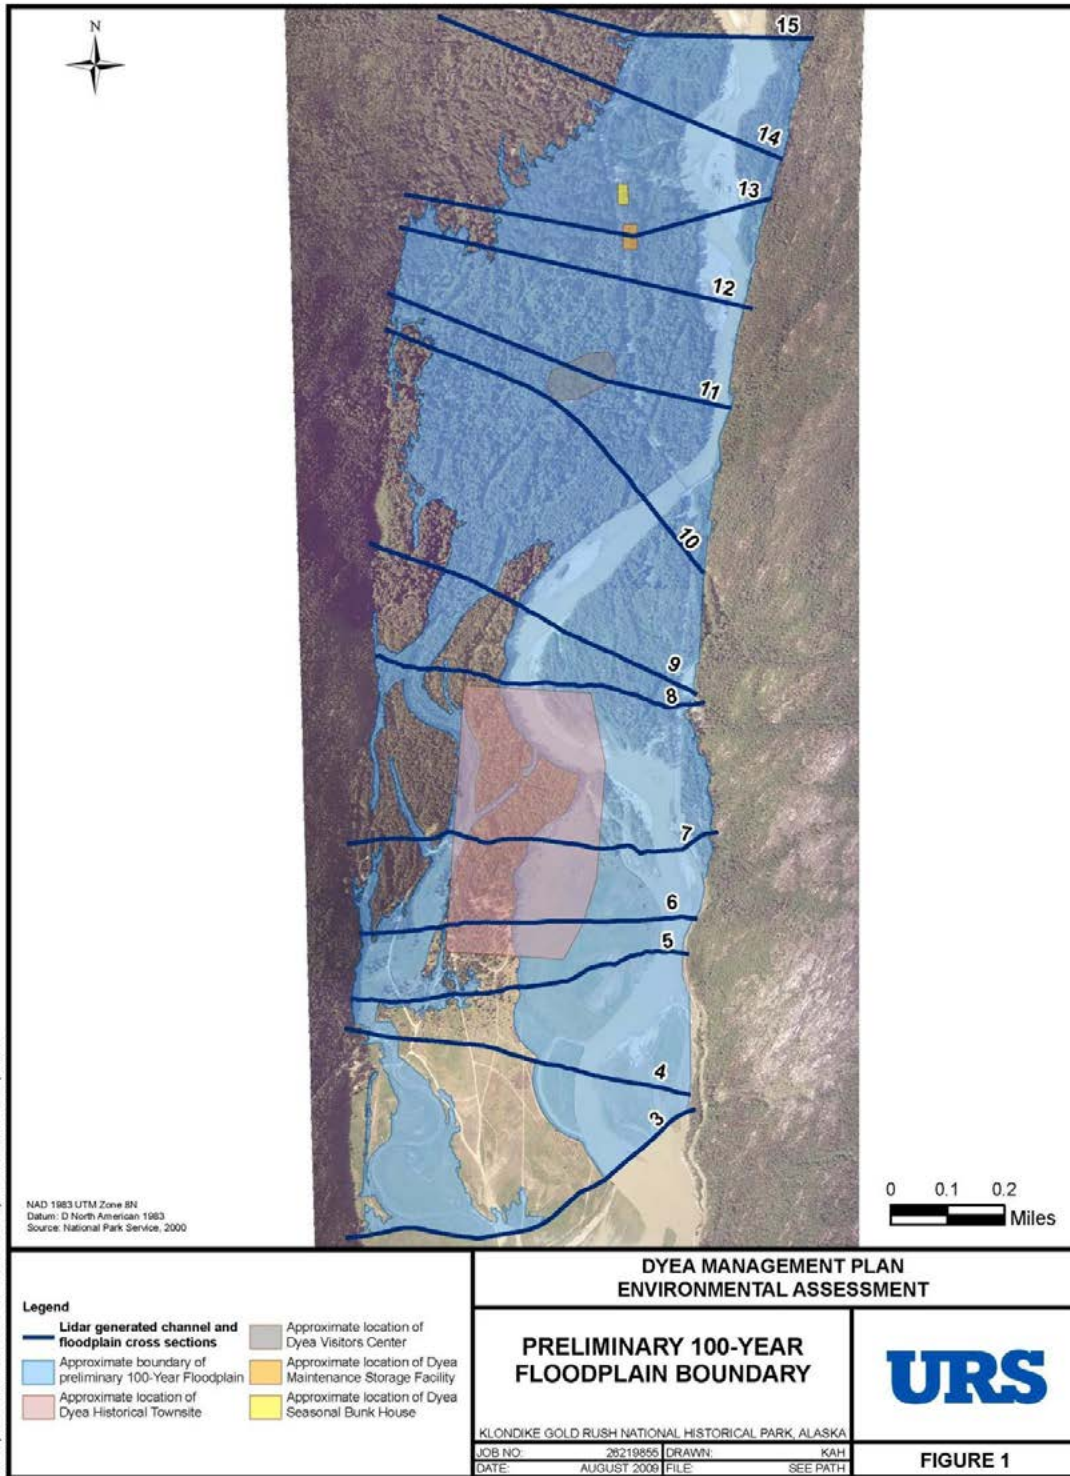 N
15
14
13
12
11
10
9
8
7
6
5
4
3
0 0.1 0.2
Miles
NAD 1983 UTM Zone 8N
Datum: D North American 1983
Source: National Park Service, 2000
Legend
Lidar generated channel and
floodplain cross sections
Approximate boundary of
preliminary 100-Year Floodplain
Approximate location of
Dyea Historical Townsite
Approximate location of
Dyea Visitors Center
Approximate location of Dyea
Maintenance Storage Facility
Approximate location of Dyea
Seasonal Bunk House
DYEA MANAGEMENT PLAN
ENVIRONMENTAL ASSESSMENT
PRELIMINARY 100-YEAR
FLOODPLAIN BOUNDARY
KLONDIKE GOLD RUSH NATIONAL HISTORICAL PARK, ALASKA
JOB NO: 26219855 DRAWN: KAH
DATE: AUGUST 2009 FILE: SEE PATH
URS
FIGURE 1